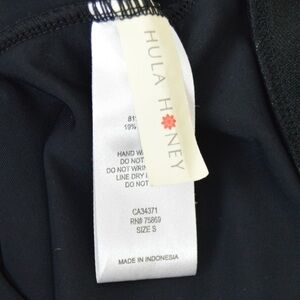 HULA HONEY
81
19%
HAND W
DO NOT
DO NOT WRIN
LINE DRY
DO NOT
CA34371
RN# 75869
SIZE S
MADE IN INDONESIA